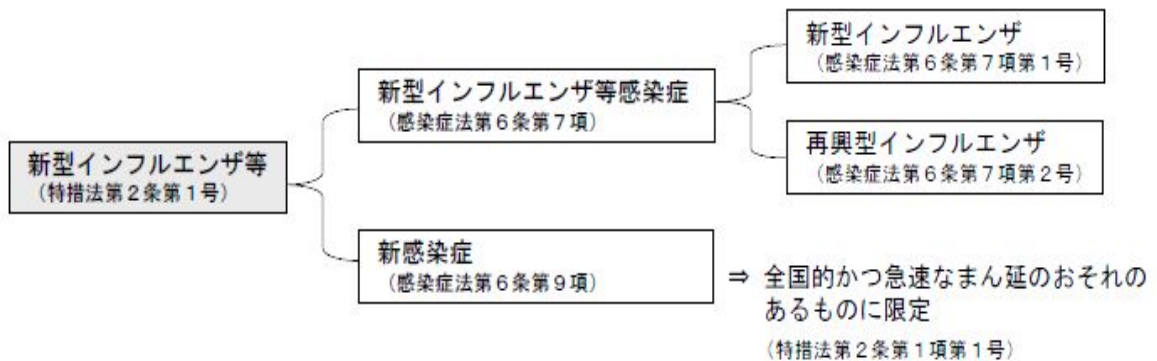 新型インフルエンザ等
（特措法第２条第１号）
新型インフルエンザ等感染症
（感染症法第６条第７項）
新型インフルエンザ
（感染症法第６条第７項第１号）
再興型インフルエンザ
（感染症法第６条第７項第２号）
新感染症
（感染症法第６条第９項）
⇒ 全国的かつ急速なまん延のおそれの
あるものに限定
（特措法第２条第１項第１号）